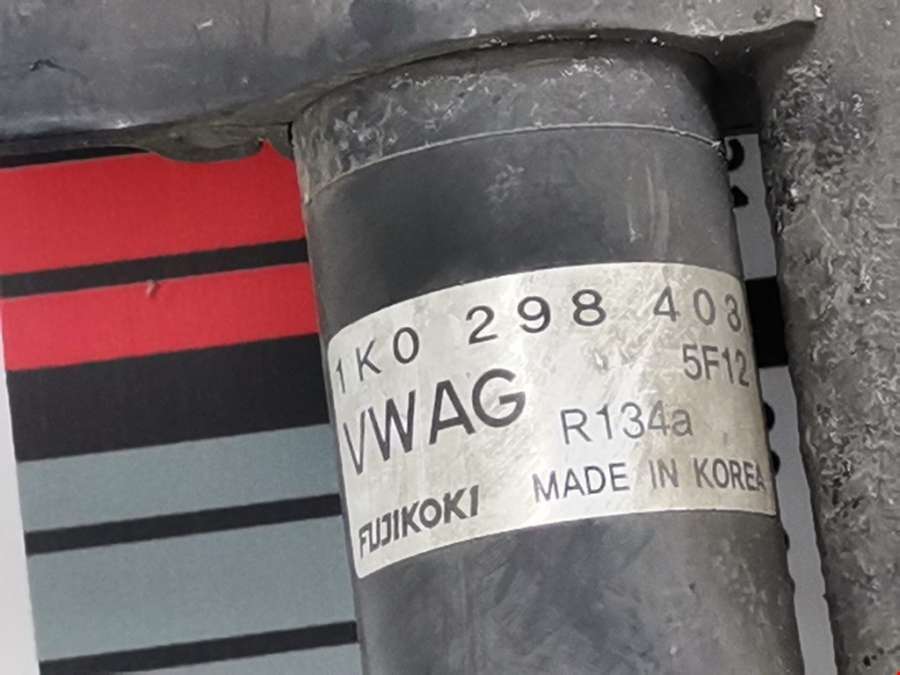 1K0 298 403
5F12
VWAG
R134a
FUJIKOKI
MADE IN KOREA